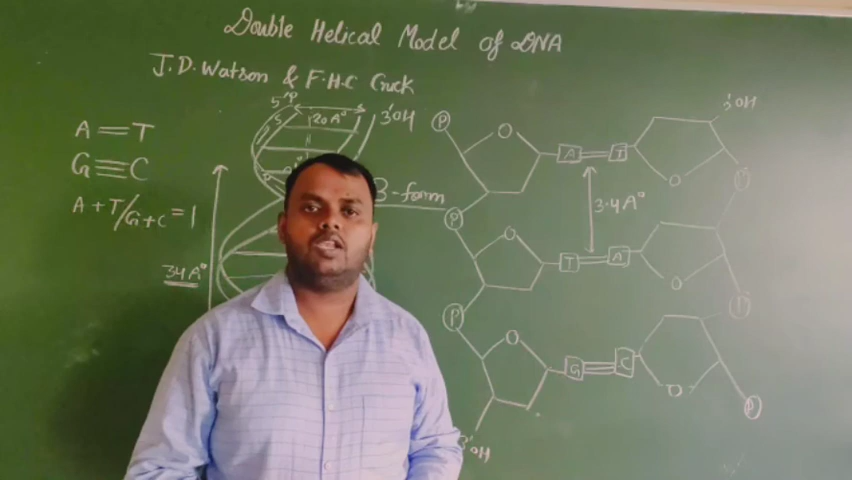 Double Helical Model of DNA
J.D. Watson & F.H.C Crick
5' P
20 A°
3'OH
A=T
G≡C
A+T/G+C=1
34 A°
B-form
P
A = T
3'OH
P
3.4A°
P
T = A
P
P
G ≡ C
P
3'OH